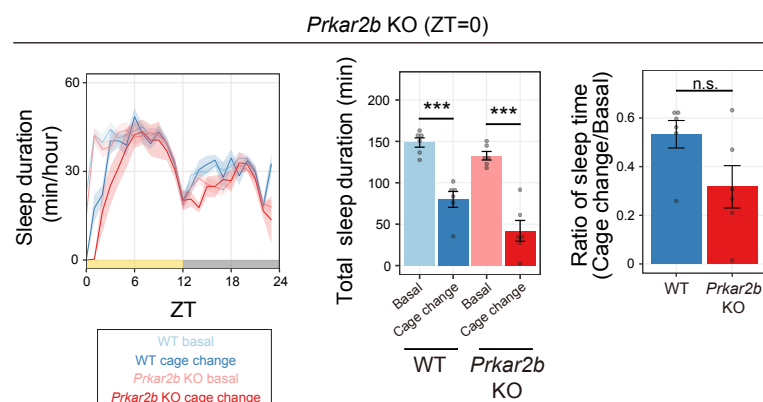 Prkar2b KO (ZT=0)
Sleep duration
(min/hour)
60
30
0
0
6
12
18
24
ZT
WT basal
WT cage change
Prkar2b KO basal
Prkar2b KO cage change
Total sleep duration (min)
200
150
100
50
0
***
***
Basal
Cage change
Basal
Cage change
WT
Prkar2b
KO
Ratio of sleep time
(Cage change/Basal)
0.6
0.4
0.2
0
n.s.
WT
Prkar2b
KO